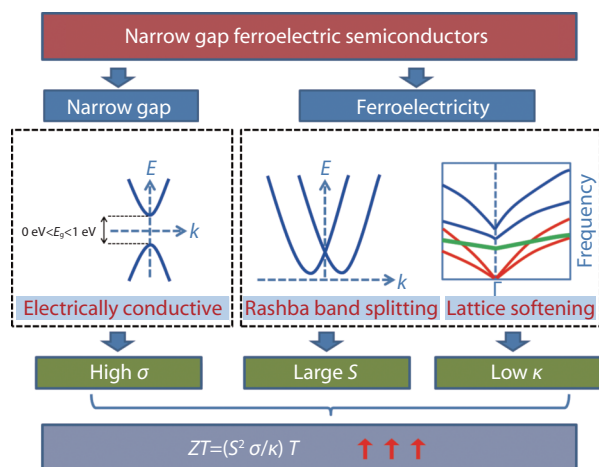 Narrow gap ferroelectric semiconductors
Narrow gap
Ferroelectricity
E
k
0 eV<E₉<1 eV
Electrically conductive
E
k
Rashba band splitting
Frequency
Γ
Lattice softening
High σ
Large S
Low κ
ZT=(S² σ/κ) T